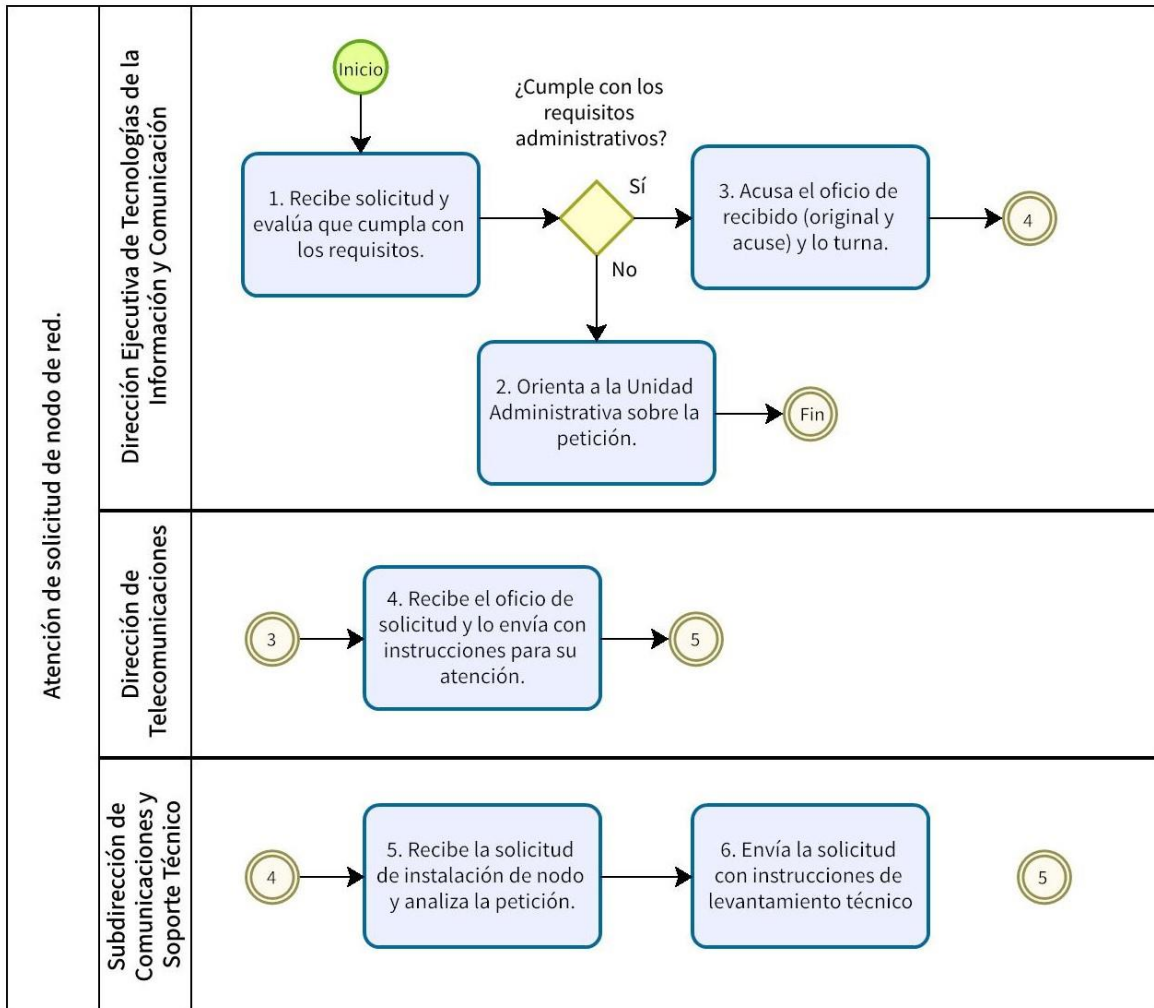 Atención de solicitud de nodo de red.
Dirección Ejecutiva de Tecnologías de la
Información y Comunicación
Inicio
¿Cumple con los
requisitos
administrativos?
1. Recibe solicitud y
evalúa que cumpla con
los requisitos.
Sí
3. Acusa el oficio de
recibido (original y
acuse) y lo turna.
4
No
2. Orienta a la Unidad
Administrativa sobre la
petición.
Fin
Dirección de
Telecomunicaciones
3
4. Recibe el oficio de
solicitud y lo envía con
instrucciones para su
atención.
5
Subdirección de
Comunicaciones y
Soporte Técnico
4
5. Recibe la solicitud
de instalación de nodo
y analiza la petición.
6. Envía la solicitud
con instrucciones de
levantamiento técnico
5